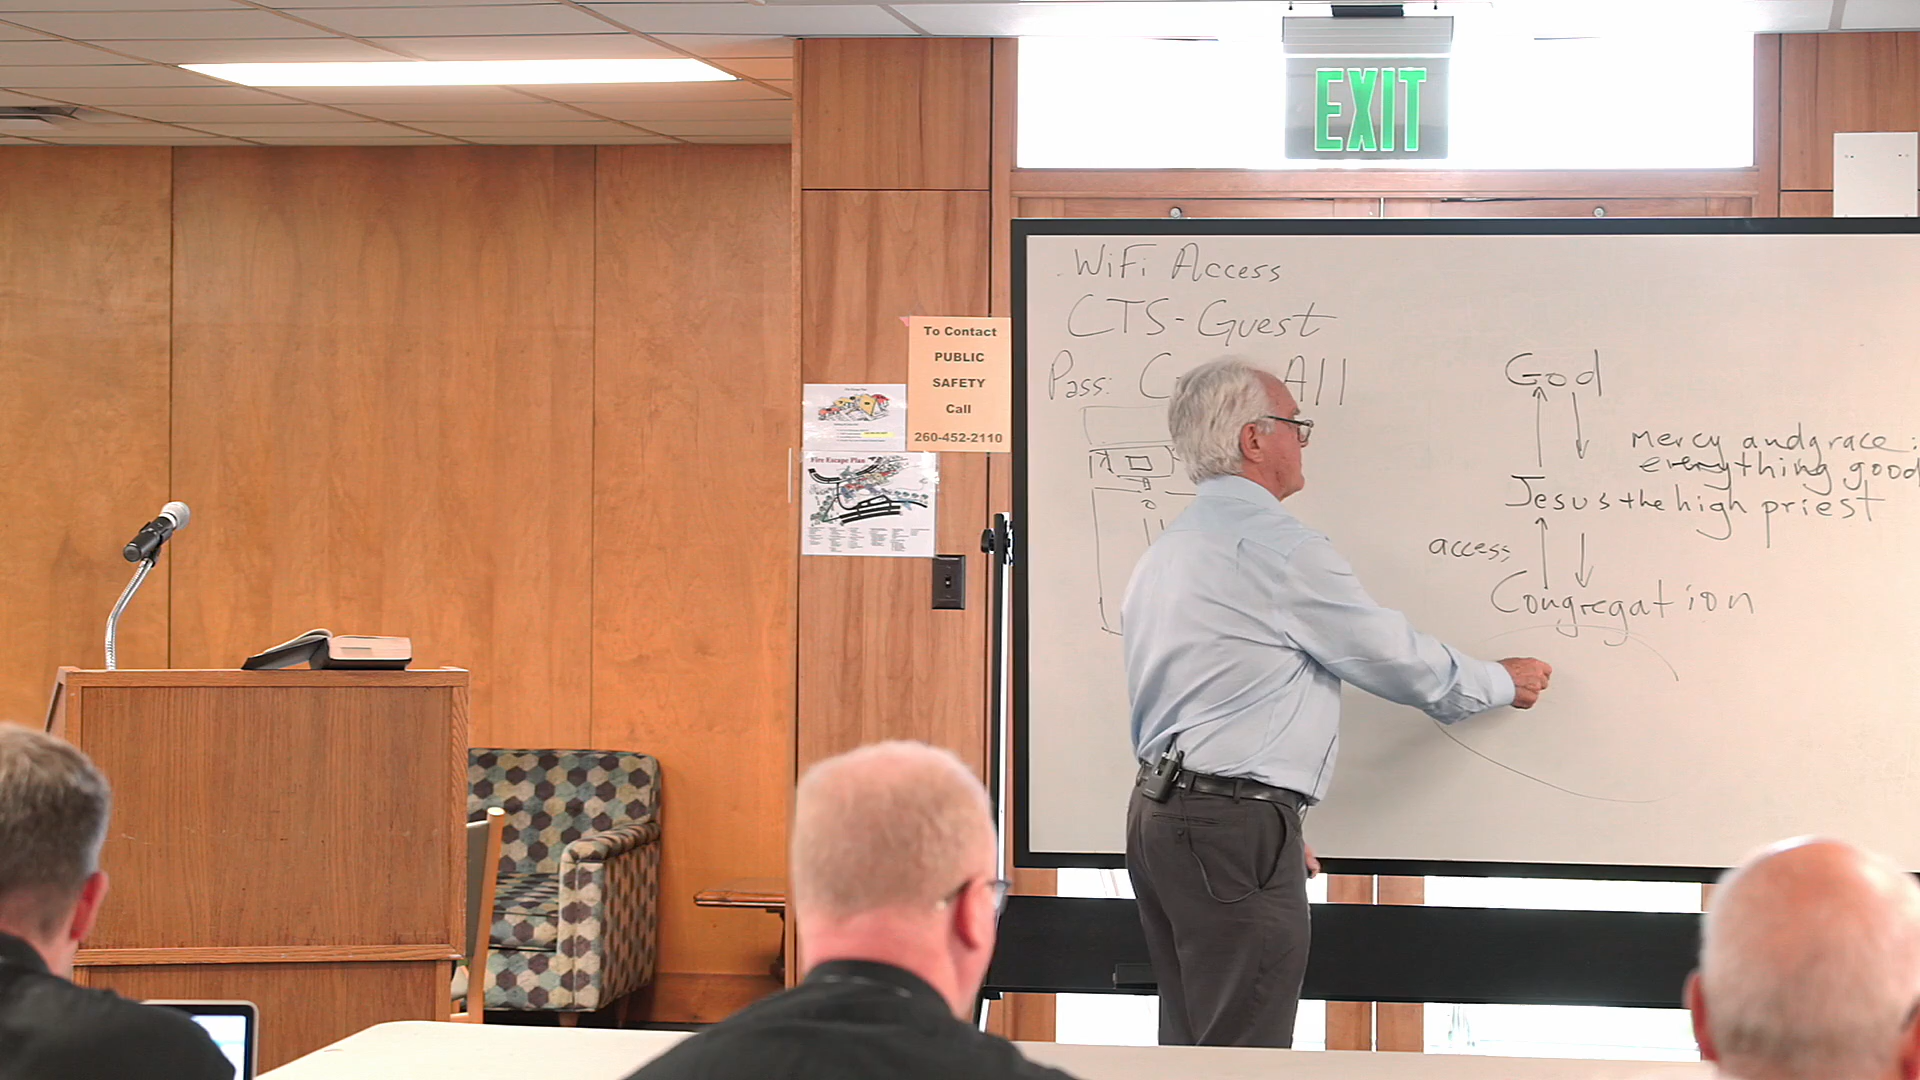 EXIT
To Contact
PUBLIC
SAFETY
Call
260-452-2110
Fire Escape Plan
WiFi Access
CTS-Guest
Pass: All
God
Mercy and grace:
everything good
Jesus the high priest
access
Congregation